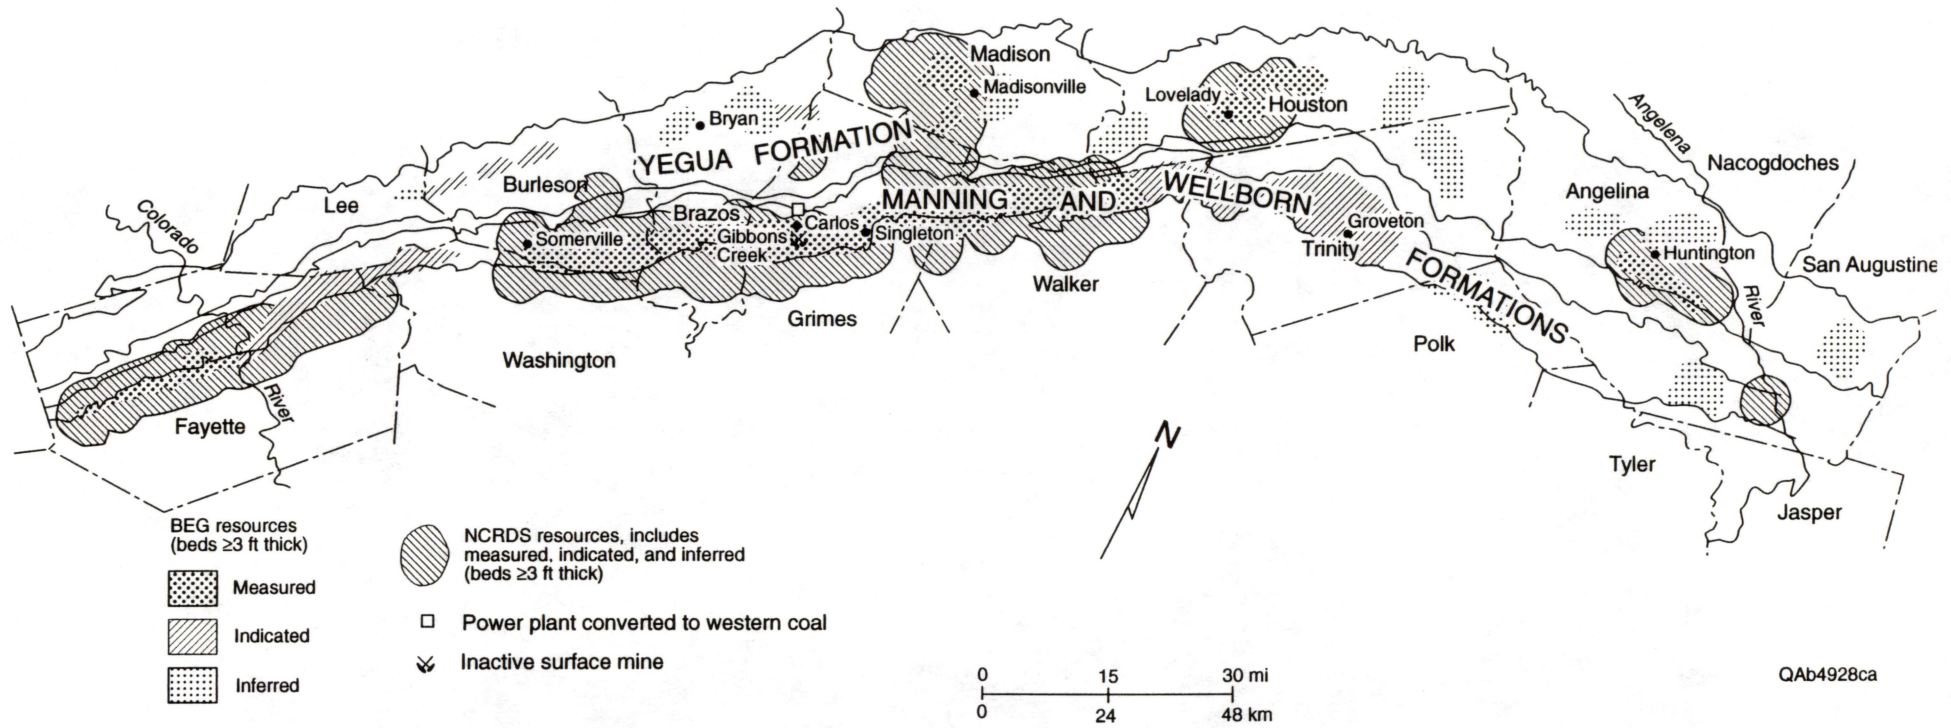 Madison
Madisonville
Lovelady
Houston
Bryan
YEGUA FORMATION
Angelena
River
Nacogdoches
Angelina
San Augustine
Huntington
Burleson
Lee
Colorado
River
Brazos
Somerville
Gibbons
Creek
Carlos
Singleton
MANNING AND WELLBORN FORMATIONS
Groveton
Trinity
Walker
Grimes
Washington
Polk
Fayette
Tyler
Jasper
N
BEG resources
(beds ≥3 ft thick)
Measured
Indicated
Inferred
NCRDS resources, includes
measured, indicated, and inferred
(beds ≥3 ft thick)
Power plant converted to western coal
Inactive surface mine
0 15 30 mi
0 24 48 km
QAb4928ca